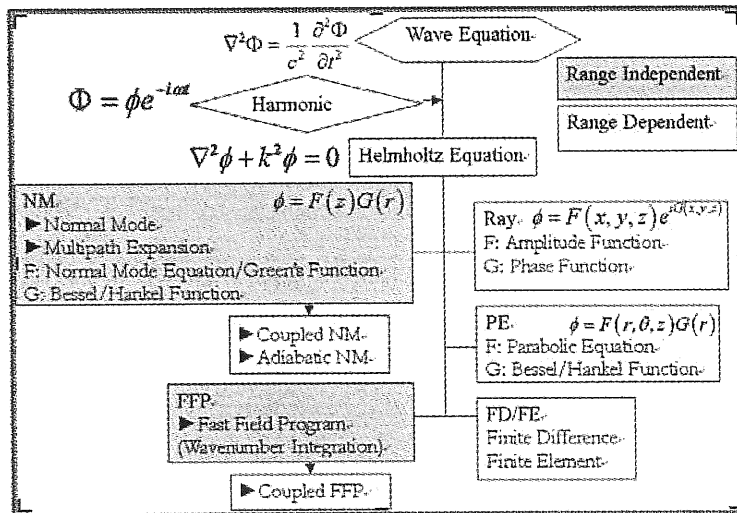 ∇²Φ = 1/c² ∂²Φ/∂t²
Wave Equation
Φ = ϕe^{-iωt}
Harmonic
Range Independent
Range Dependent
∇²ϕ + k²ϕ = 0
Helmholtz Equation
NM ϕ = F(z)G(r)
► Normal Mode
► Multipath Expansion
F: Normal Mode Equation/Green's Function
G: Bessel/Hankel Function
Ray ϕ = F(x, y, z)e^{iG(x,y,z)}
F: Amplitude Function
G: Phase Function
► Coupled NM
► Adiabatic NM
PE ϕ = F(r,θ,z)G(r)
F: Parabolic Equation
G: Bessel/Hankel Function
FFP
► Fast Field Program
(Wavenumber Integration)
► Coupled FFP
FD/FE
Finite Difference
Finite Element